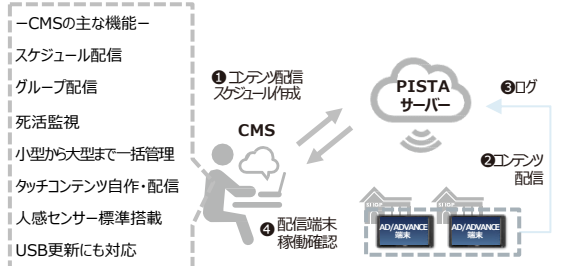 ーCMSの主な機能ー
スケジュール配信
グループ配信
死活監視
小型から大型まで一括管理
タッチコンテンツ自作・配信
人感センサー標準搭載
USB更新にも対応
❶コンテンツ配信
スケジュール作成
CMS
PISTA
サーバー
❸ログ
❷コンテンツ
配信
❹配信端末
稼働確認
SHOP
SHOP
AD/ADVANCE
端末
AD/ADVANCE
端末